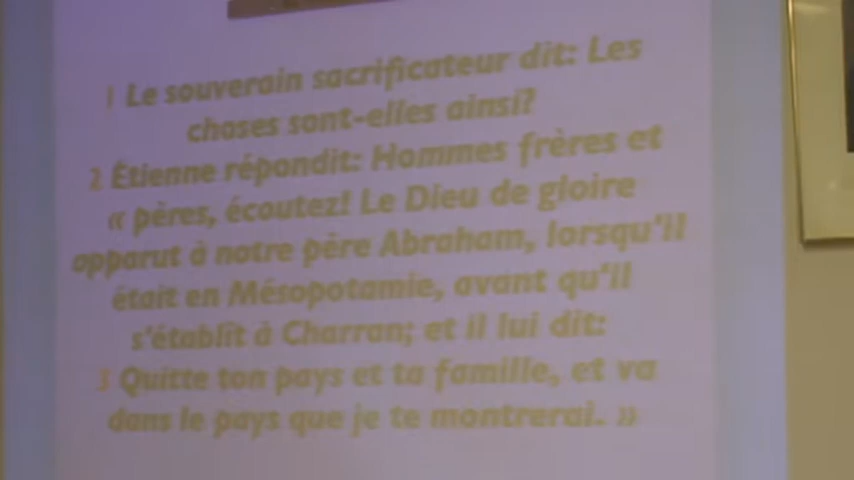 1 Le souverain sacrificateur dit: Les
choses sont-elles ainsi?
2 Étienne répondit: Hommes frères et
« pères, écoutez! Le Dieu de gloire
apparut à notre père Abraham, lorsqu'il
était en Mésopotamie, avant qu'il
s'établît à Charran; et il lui dit:
3 Quitte ton pays et ta famille, et va
dans le pays que je te montrerai. »